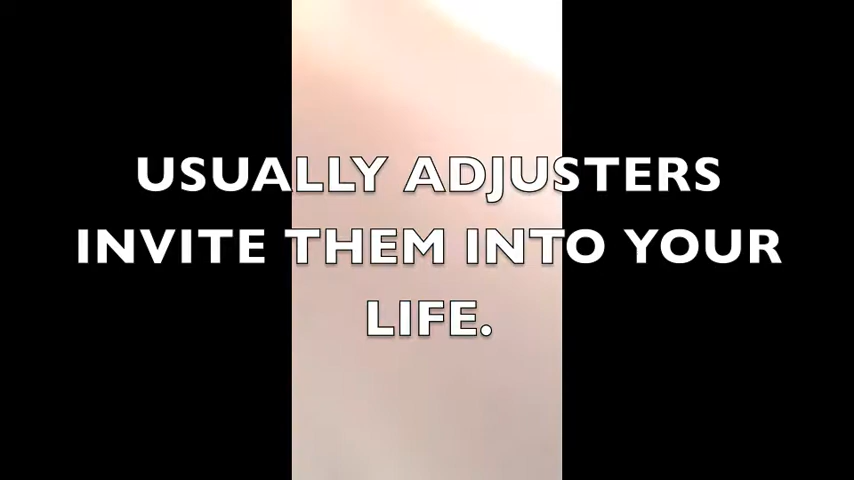 USUALLY ADJUSTERS
INVITE THEM INTO YOUR
LIFE.